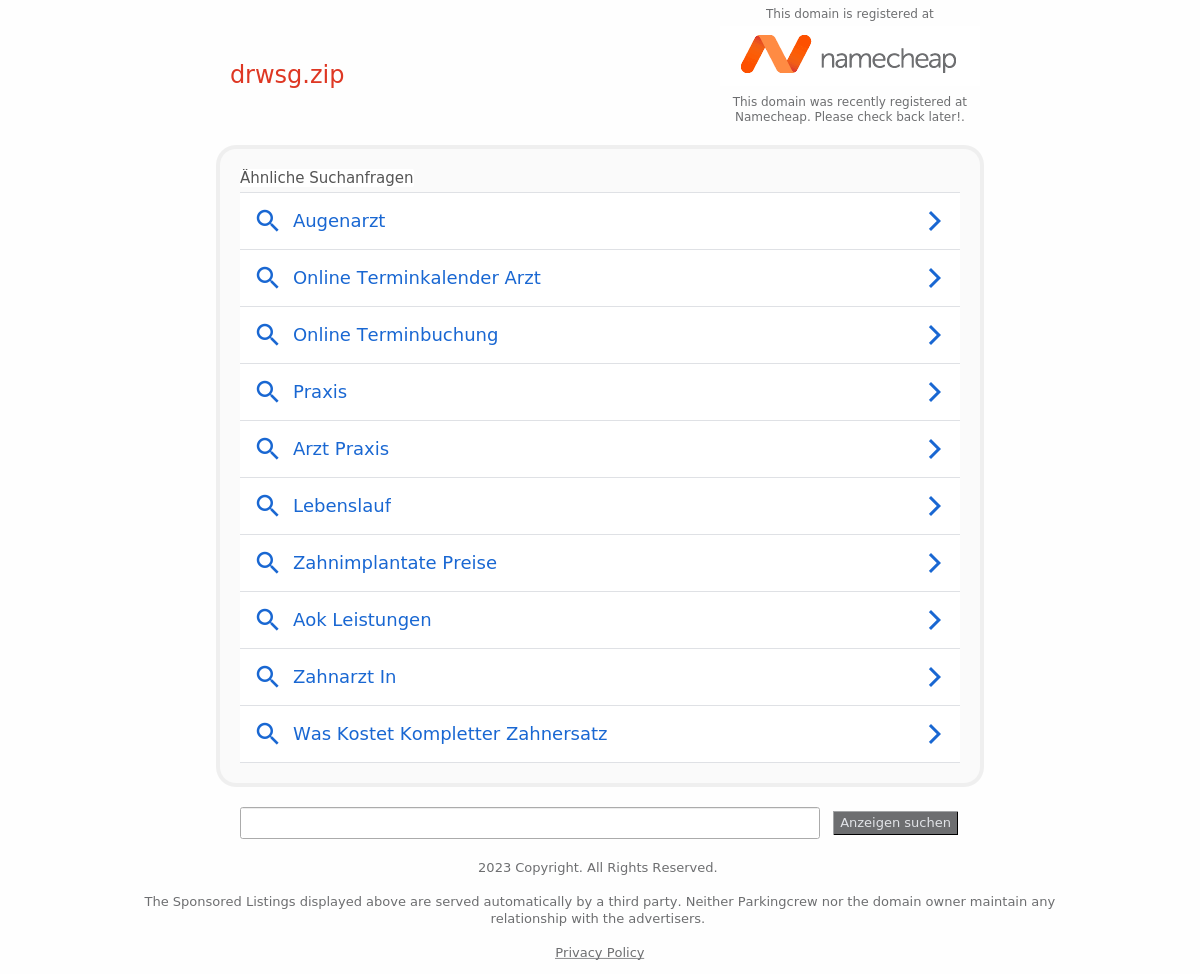 This domain is registered at
namecheap
drwsg.zip
This domain was recently registered at
Namecheap. Please check back later!.
Ähnliche Suchanfragen
Augenarzt
Online Terminkalender Arzt
Online Terminbuchung
Praxis
Arzt Praxis
Lebenslauf
Zahnimplantate Preise
Aok Leistungen
Zahnarzt In
Was Kostet Kompletter Zahnersatz
Anzeigen suchen
2023 Copyright. All Rights Reserved.
The Sponsored Listings displayed above are served automatically by a third party. Neither Parkingcrew nor the domain owner maintain any
relationship with the advertisers.
Privacy Policy